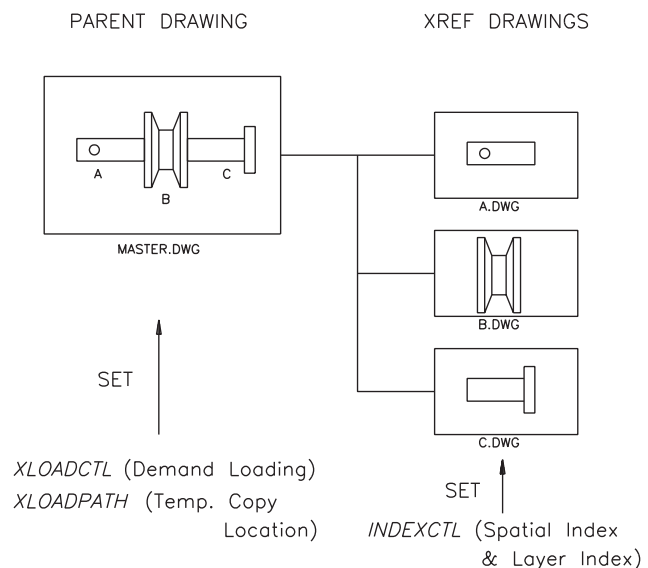 PARENT DRAWING
XREF DRAWINGS
A
B
C
MASTER.DWG
A.DWG
B.DWG
C.DWG
SET
XLOADCTL (Demand Loading)
XLOADPATH (Temp. Copy
Location)
SET
INDEXCTL (Spatial Index
& Layer Index)